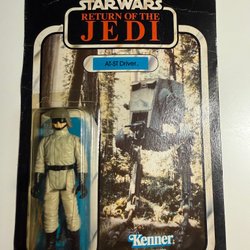 STAR WARS
RETURN OF THE
JEDI
AT-ST Driver.
Kenner